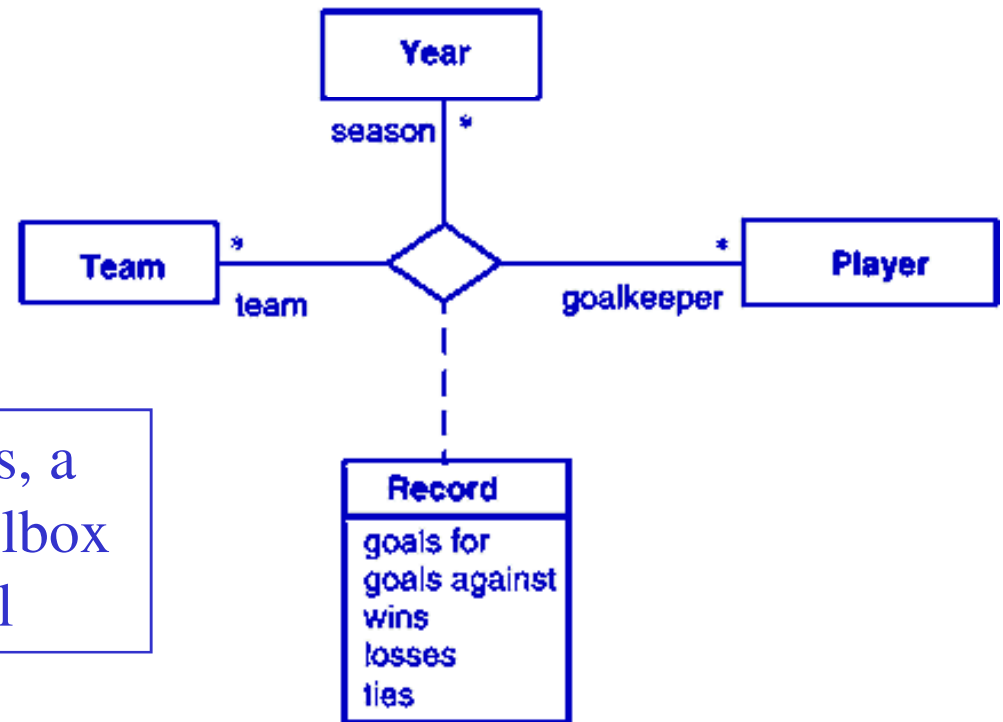 Year
season *
* *
Team
Player
team
goalkeeper
s, a
lbox
l
Record
goals for
goals against
wins
losses
ties